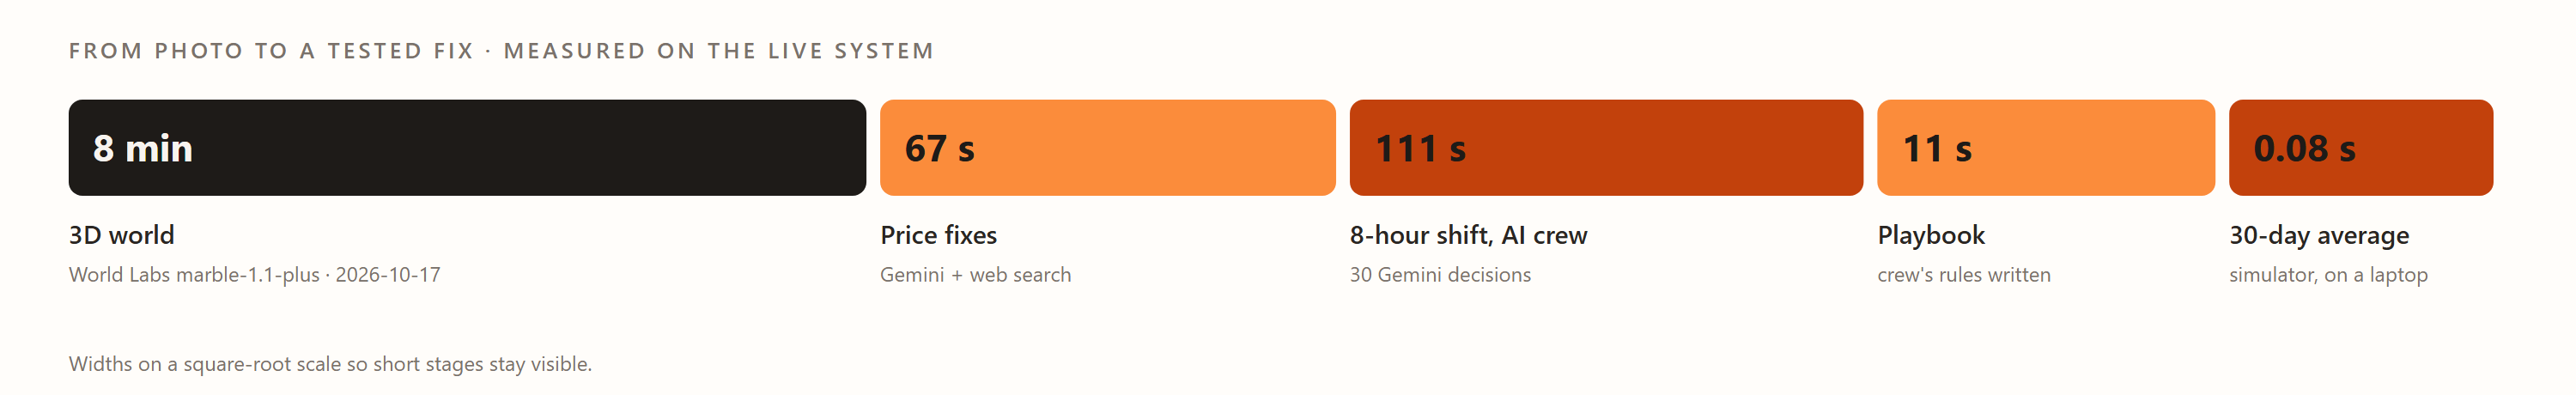 FROM PHOTO TO A TESTED FIX · MEASURED ON THE LIVE SYSTEM
8 min
67 s
111 s
11 s
0.08 s
3D world
Price fixes
8-hour shift, AI crew
Playbook
30-day average
World Labs marble-1.1-plus · 2026-10-17
Gemini + web search
30 Gemini decisions
crew's rules written
simulator, on a laptop
Widths on a square-root scale so short stages stay visible.